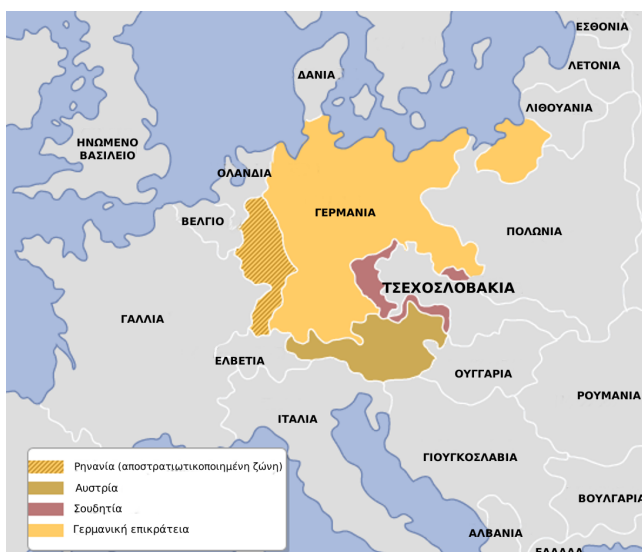 ΕΣΘΟΝΙΑ
ΛΕΤΟΝΙΑ
ΔΑΝΙΑ
ΛΙΘΟΥΑΝΙΑ
ΗΝΩΜΕΝΟ
ΒΑΣΙΛΕΙΟ
ΟΛΑΝΔΙΑ
ΒΕΛΓΙΟ
ΓΕΡΜΑΝΙΑ
ΠΟΛΩΝΙΑ
ΤΣΕΧΟΣΛΟΒΑΚΙΑ
ΓΑΛΛΙΑ
ΕΛΒΕΤΙΑ
ΟΥΓΓΑΡΙΑ
ΡΟΥΜΑΝΙΑ
ΙΤΑΛΙΑ
ΓΙΟΥΓΚΟΣΛΑΒΙΑ
Ρηνανία (αποστρατιωτικοποιημένη ζώνη)
Αυστρία
Σουδητία
Γερμανική επικράτεια
ΒΟΥΛΓΑΡΙΑ
ΑΛΒΑΝΙΑ
ΕΛΛΑΔΑ